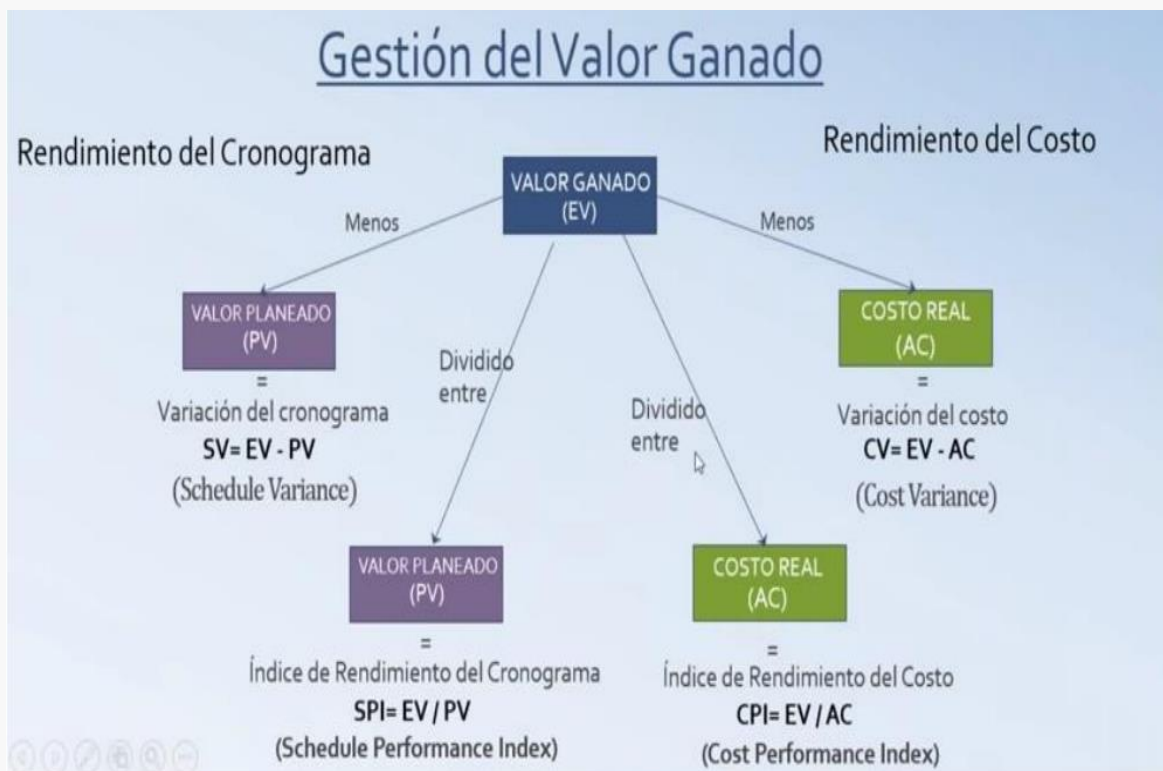 Gestión del Valor Ganado
Rendimiento del Cronograma
Rendimiento del Costo
VALOR GANADO
(EV)
Menos
Menos
VALOR PLANEADO
(PV)
=
Variación del cronograma
SV= EV - PV
(Schedule Variance)
Dividido
entre
Dividido
entre
COSTO REAL
(AC)
=
Variación del costo
CV= EV - AC
(Cost Variance)
VALOR PLANEADO
(PV)
=
Índice de Rendimiento del Cronograma
SPI= EV / PV
(Schedule Performance Index)
COSTO REAL
(AC)
=
Índice de Rendimiento del Costo
CPI= EV / AC
(Cost Performance Index)